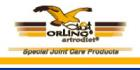 ORLING®
artrodiet®
Special Joint Care Products